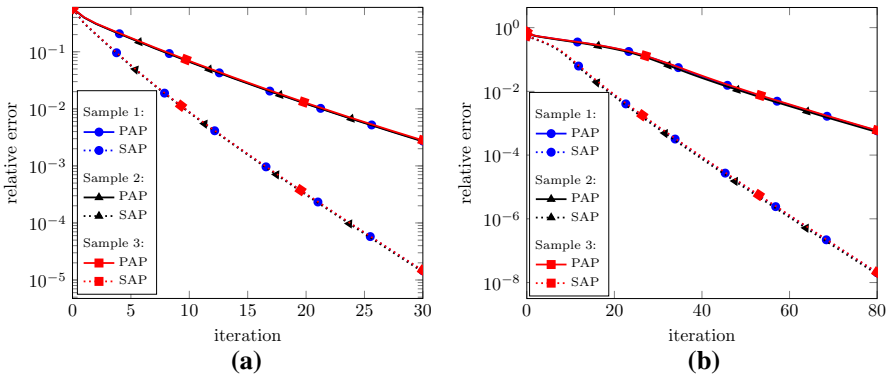 10^{-1}
10^{-2}
10^{-3}
10^{-4}
10^{-5}
relative error
Sample 1:
PAP
SAP
Sample 2:
PAP
SAP
Sample 3:
PAP
SAP
0 5 10 15 20 25 30
iteration
(a)
10^{0}
10^{-2}
10^{-4}
10^{-6}
10^{-8}
relative error
Sample 1:
PAP
SAP
Sample 2:
PAP
SAP
Sample 3:
PAP
SAP
0 20 40 60 80
iteration
(b)